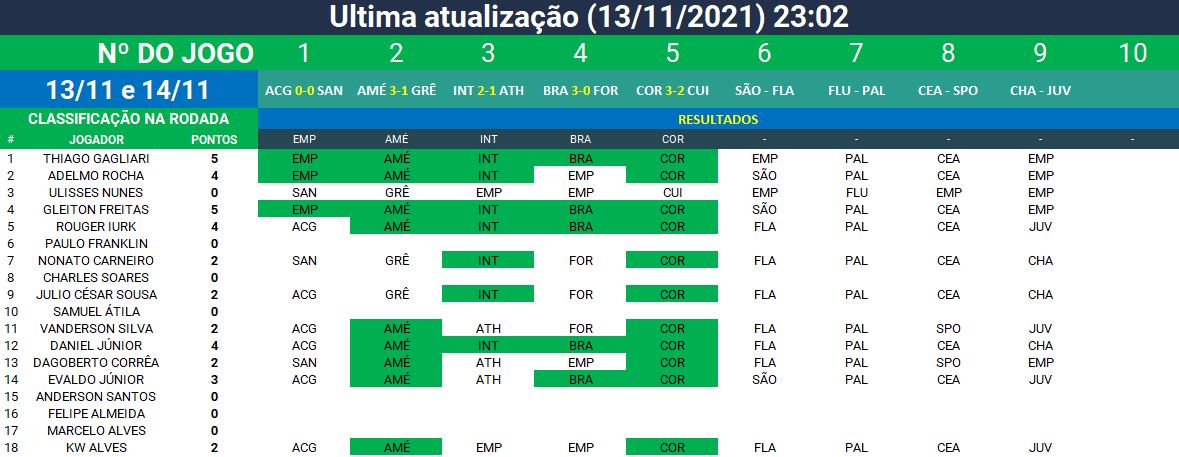 Ultima atualização (13/11/2021) 23:02
Nº DO JOGO 1 2 3 4 5 6 7 8 9 10
13/11 e 14/11 ACG 0-0 SAN AMÉ 3-1 GRÊ INT 2-1 ATH BRA 3-0 FOR COR 3-2 CUI SÃO - FLA FLU - PAL CEA - SPO CHA - JUV
CLASSIFICAÇÃO NA RODADA RESULTADOS
# JOGADOR PONTOS EMP AMÉ INT BRA COR - - - - -
1 THIAGO GAGLIARI 5 EMP AMÉ INT BRA COR EMP PAL CEA EMP
2 ADELMO ROCHA 4 EMP AMÉ INT EMP COR SÃO PAL CEA EMP
3 ULISSES NUNES 0 SAN GRÊ EMP EMP CUI EMP FLU EMP EMP
4 GLEITON FREITAS 5 EMP AMÉ INT BRA COR SÃO PAL CEA EMP
5 ROUGER IURK 4 ACG AMÉ INT BRA COR FLA PAL CEA JUV
6 PAULO FRANKLIN 0
7 NONATO CARNEIRO 2 SAN GRÊ INT FOR COR FLA PAL CEA CHA
8 CHARLES SOARES 0
9 JULIO CÉSAR SOUSA 2 ACG GRÊ INT FOR COR FLA PAL CEA CHA
10 SAMUEL ÁTILA 0
11 VANDERSON SILVA 2 ACG AMÉ ATH FOR COR FLA PAL SPO JUV
12 DANIEL JÚNIOR 4 ACG AMÉ INT BRA COR FLA PAL CEA CHA
13 DAGOBERTO CORRÊA 2 SAN AMÉ ATH EMP COR FLA PAL SPO EMP
14 EVALDO JÚNIOR 3 ACG AMÉ ATH BRA COR SÃO PAL CEA JUV
15 ANDERSON SANTOS 0
16 FELIPE ALMEIDA 0
17 MARCELO ALVES 0
18 KW ALVES 2 ACG AMÉ EMP EMP COR FLA PAL CEA JUV